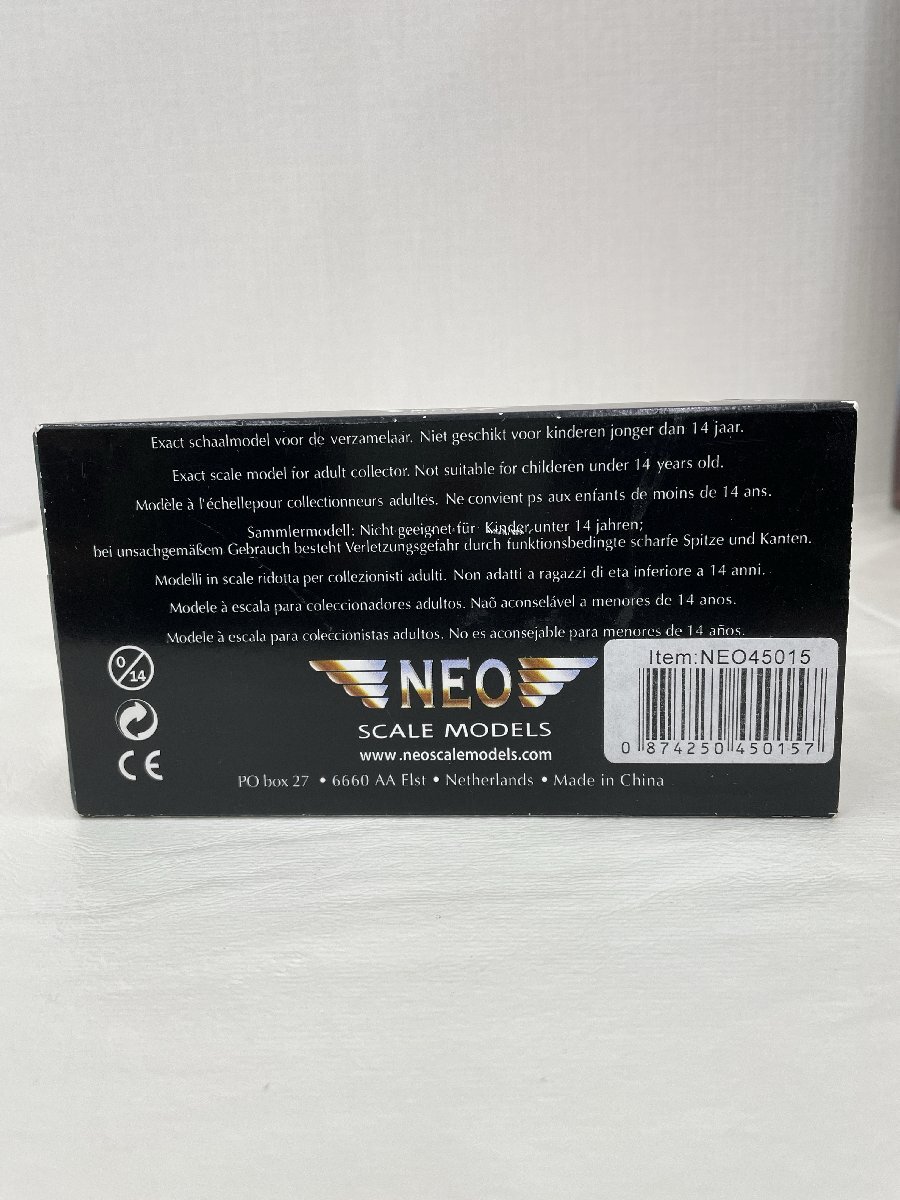 Exact schaalmodel voor de verzamelaar. Niet geschikt voor kinderen jonger dan 14 jaar.
Exact scale model for adult collector. Not suitable for childeren under 14 years old.
Modèle à l'échellepour collectionneurs adultes. Ne convient ps aux enfants de moins de 14 ans.
Sammlermodell: Nicht geeignet für Kinder unter 14 jahren;
bei unsachgemäßem Gebrauch besteht Verletzungsgefahr durch funktionsbedingte scharfe Spitze und Kanten.
Modelli in scale ridotta per collezionisti adulti. Non adatti a ragazzi di eta inferiore a 14 anni.
Modele à escala para coleccionadores adultos. Naõ aconselável a menores de 14 anos.
Modele à escala para coleccionistas adultos. No es aconsejable para menores de 14 años.
0/14
NEO
SCALE MODELS
www.neoscalemodels.com
CE
Item:NEO45015
0 874250 450157
PO box 27 • 6660 AA Elst • Netherlands • Made in China